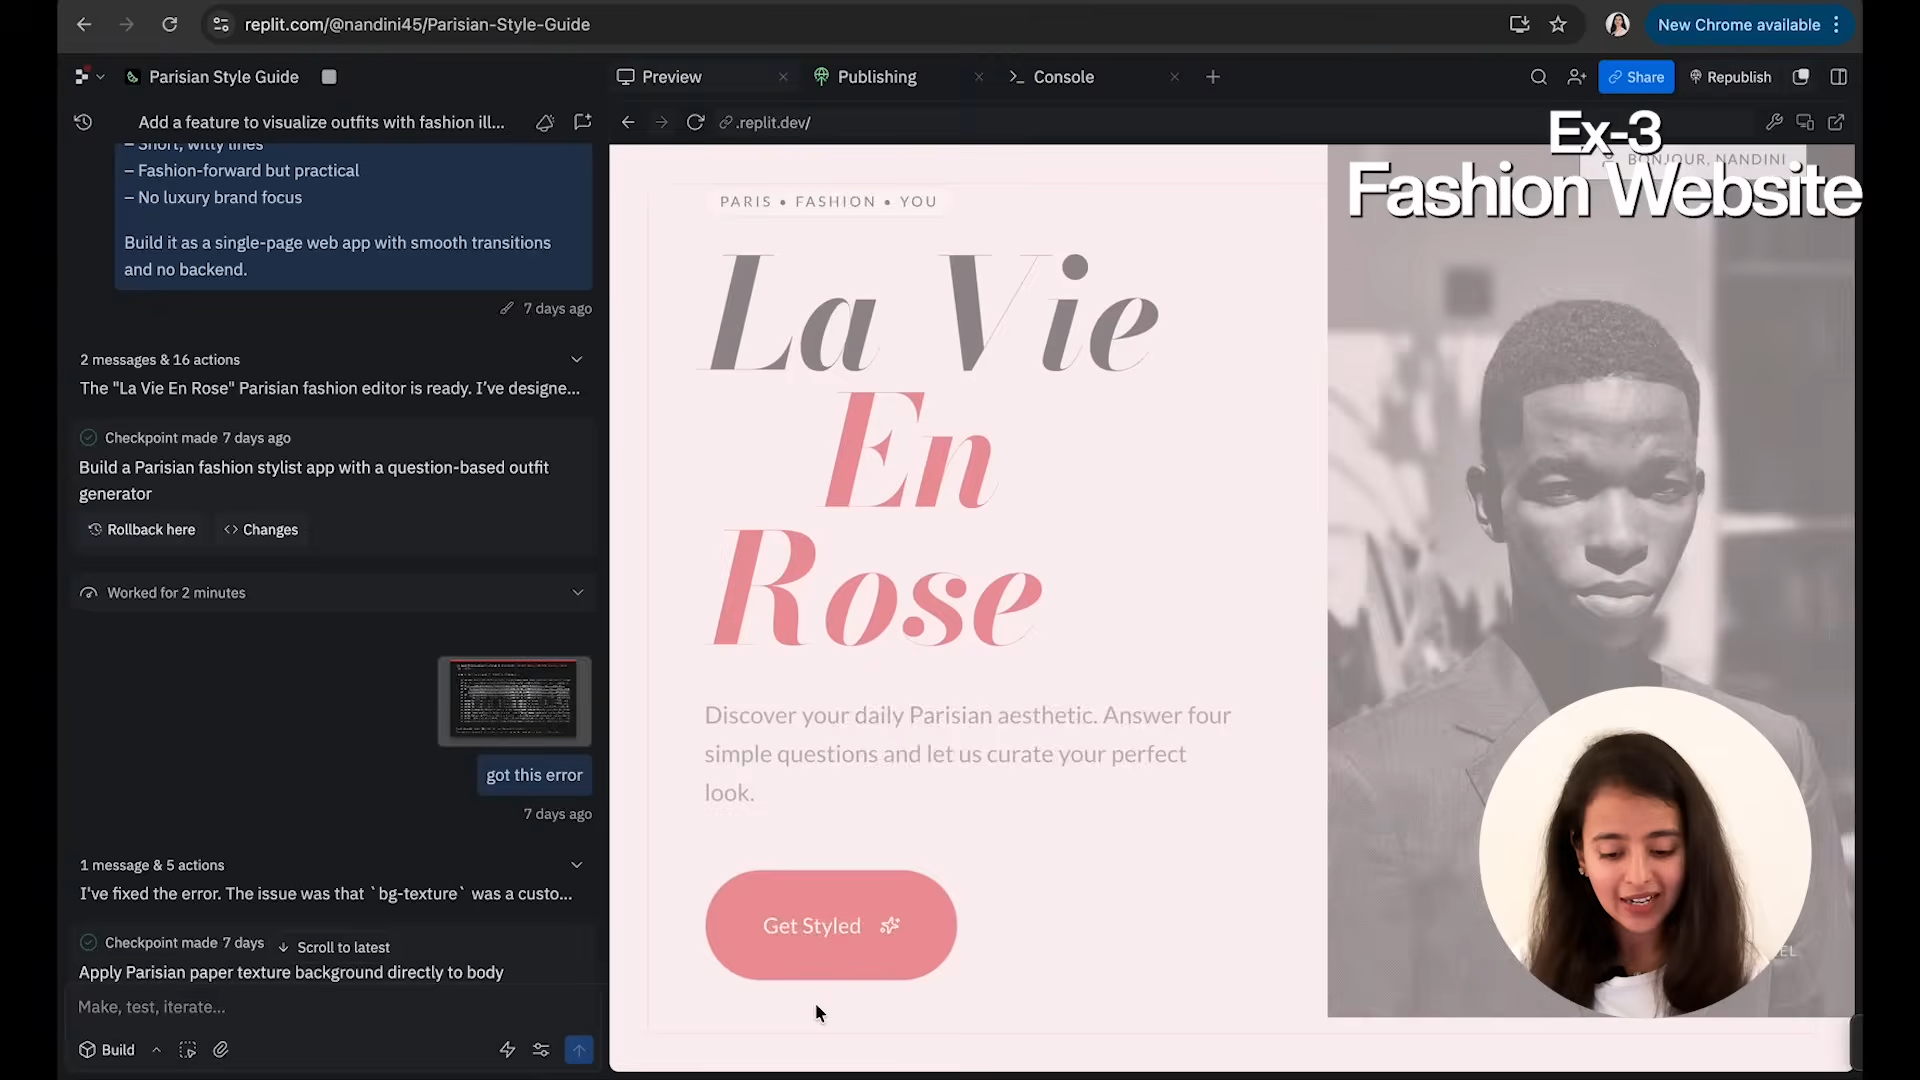 replit.com/@nandini45/Parisian-Style-Guide
New Chrome available
Parisian Style Guide
Preview
Publishing
Console
Share
Republish
Add a feature to visualize outfits with fashion ill...
.replit.dev/
Ex-3
Fashion Website
BONJOUR, NANDINI
– Short, witty lines
– Fashion-forward but practical
– No luxury brand focus
Build it as a single-page web app with smooth transitions
and no backend.
7 days ago
2 messages & 16 actions
The "La Vie En Rose" Parisian fashion editor is ready. I've designe...
Checkpoint made 7 days ago
Build a Parisian fashion stylist app with a question-based outfit
generator
Rollback here
Changes
Worked for 2 minutes
got this error
7 days ago
1 message & 5 actions
I've fixed the error. The issue was that `bg-texture` was a custo...
Checkpoint made 7 days
Scroll to latest
Apply Parisian paper texture background directly to body
Make, test, iterate...
Build
PARIS • FASHION • YOU
La Vie
En
Rose
Discover your daily Parisian aesthetic. Answer four
simple questions and let us curate your perfect
look.
Get Styled